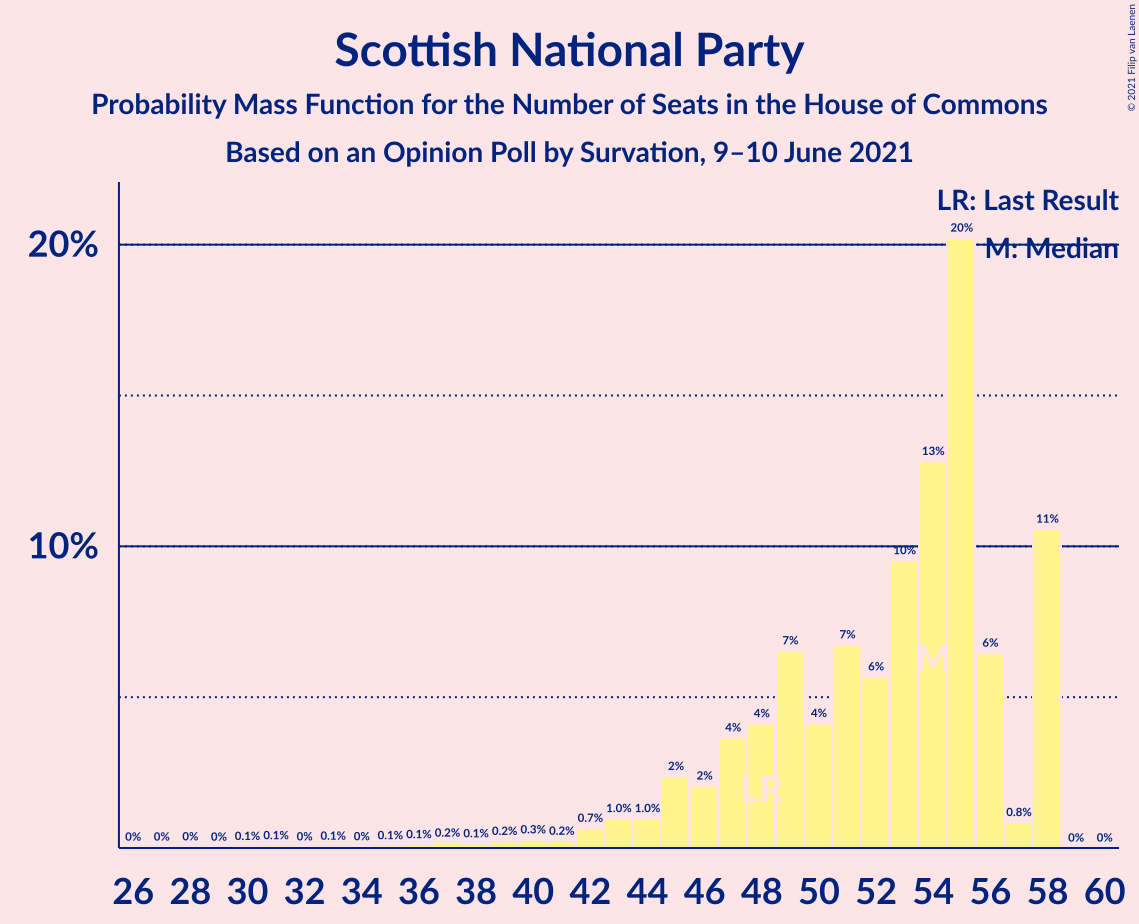 Scottish National Party
Probability Mass Function for the Number of Seats in the House of Commons
Based on an Opinion Poll by Survation, 9–10 June 2021
© 2021 Filip van Laenen
LR: Last Result
M: Median
20%
10%
0% 0% 0% 0% 0.1% 0.1% 0% 0.1% 0% 0.1% 0.1% 0.2% 0.1% 0.2% 0.3% 0.2% 0.7% 1.0% 1.0% 2% 2% 4% 4% 7% 4% 7% 6% 10% 13% 20% 6% 0.8% 11% 0% 0%
LR
M
26 28 30 32 34 36 38 40 42 44 46 48 50 52 54 56 58 60